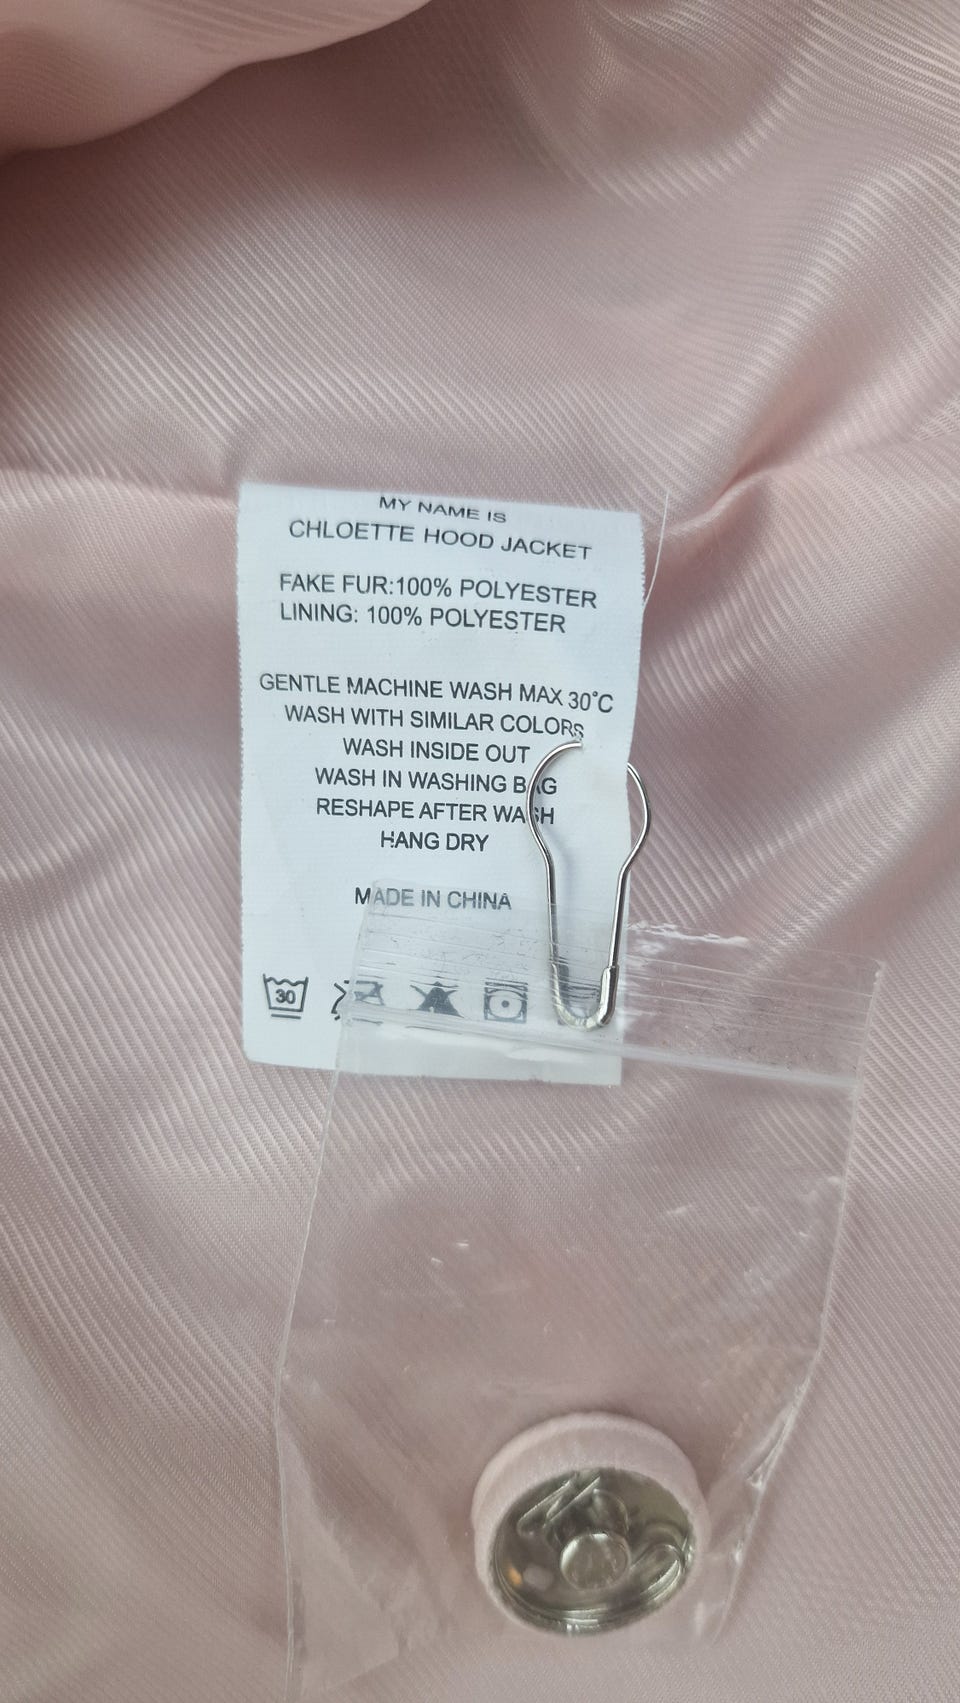 MY NAME IS
CHLOETTE HOOD JACKET
FAKE FUR:100% POLYESTER
LINING: 100% POLYESTER
GENTLE MACHINE WASH MAX 30°C
WASH WITH SIMILAR COLORS
WASH INSIDE OUT
WASH IN WASHING BAG
RESHAPE AFTER WASH
HANG DRY
MADE IN CHINA
30